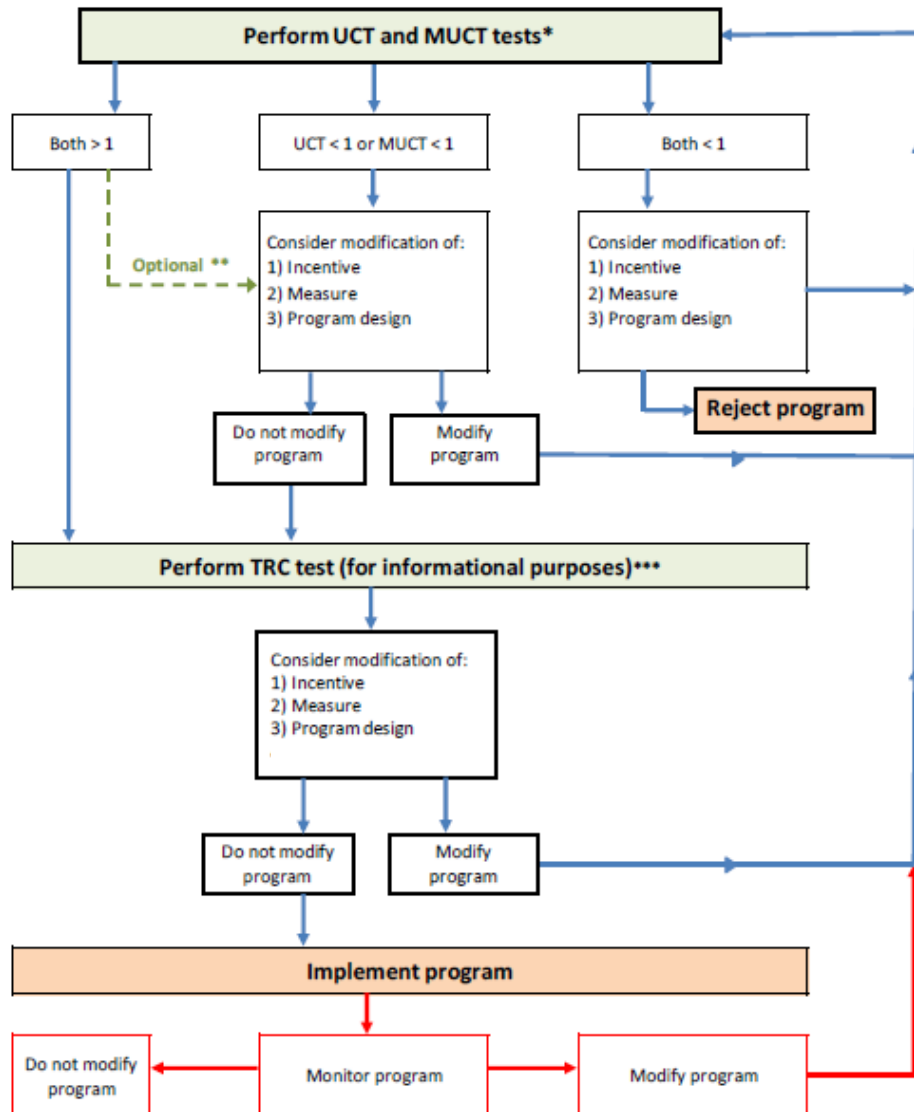 Perform UCT and MUCT tests*
Both > 1
UCT < 1 or MUCT < 1
Both < 1
Optional **
Consider modification of:
1) Incentive
2) Measure
3) Program design
Consider modification of:
1) Incentive
2) Measure
3) Program design
Reject program
Do not modify
program
Modify
program
Perform TRC test (for informational purposes)***
Consider modification of:
1) Incentive
2) Measure
3) Program design
Do not modify
program
Modify
program
Implement program
Do not modify
program
Monitor program
Modify program